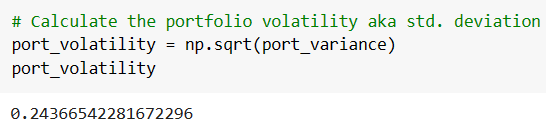 # Calculate the portfolio volatility aka std. deviation
port_volatility = np.sqrt(port_variance)
port_volatility
0.24366542281672296